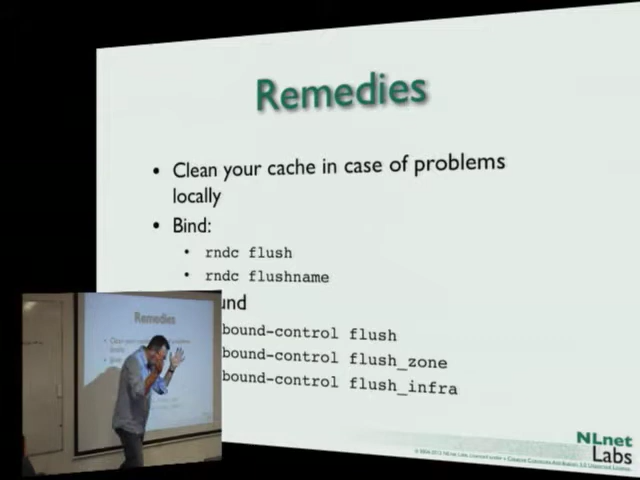 Remedies
• Clean your cache in case of problems
locally
• Bind:
• rndc flush
• rndc flushname
und
bound-control flush
bound-control flush_zone
bound-control flush_infra
NLnet
Labs
Remedies